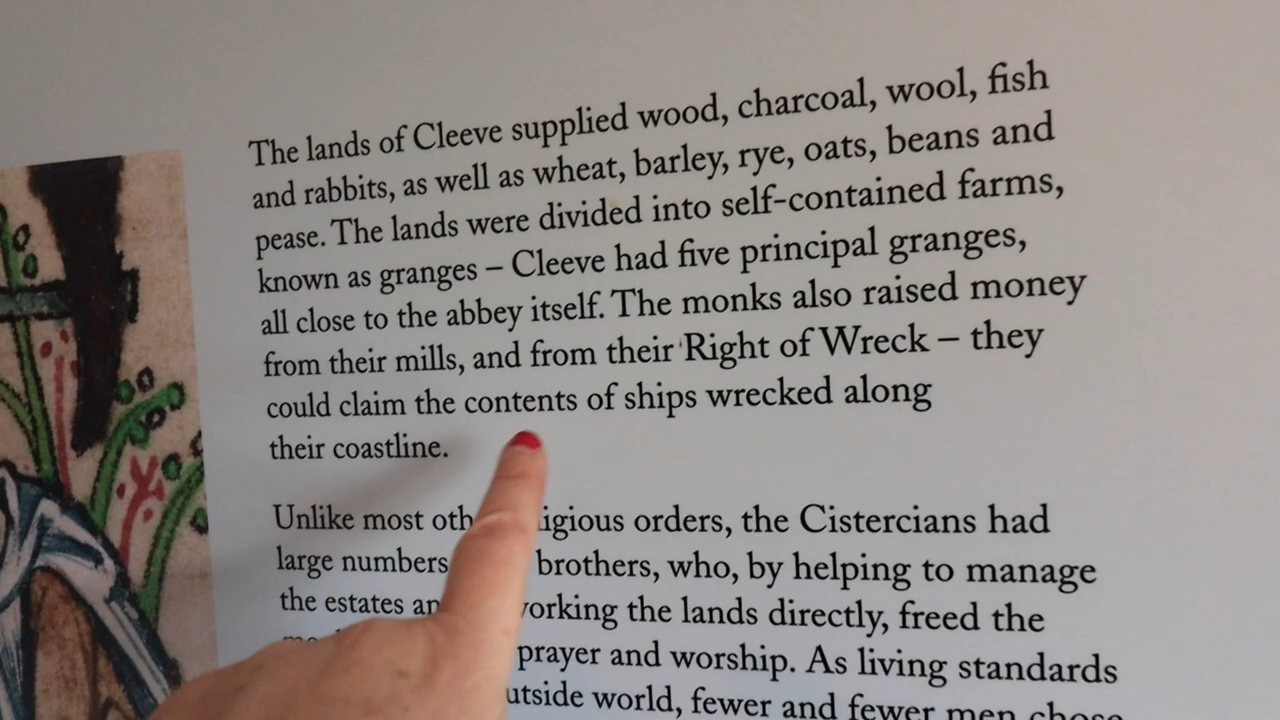 The lands of Cleeve supplied wood, charcoal, wool, fish
and rabbits, as well as wheat, barley, rye, oats, beans and
pease. The lands were divided into self-contained farms,
known as granges – Cleeve had five principal granges,
all close to the abbey itself. The monks also raised money
from their mills, and from their Right of Wreck – they
could claim the contents of ships wrecked along
their coastline.
Unlike most orders, the Cistercians had
large numbers brothers, who, by helping to manage
the estates the lands directly, freed the
prayer and worship. As living standards
world, fewer and fewer men chose